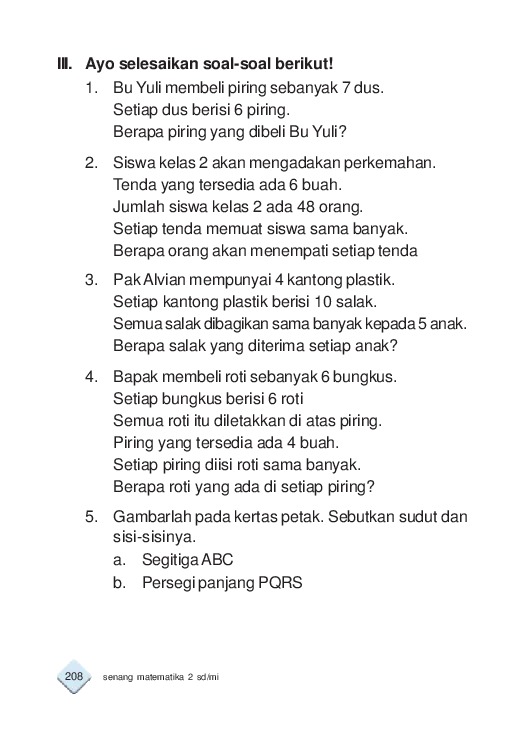 III. Ayo selesaikan soal-soal berikut!
1. Bu Yuli membeli piring sebanyak 7 dus.
Setiap dus berisi 6 piring.
Berapa piring yang dibeli Bu Yuli?
2. Siswa kelas 2 akan mengadakan perkemahan.
Tenda yang tersedia ada 6 buah.
Jumlah siswa kelas 2 ada 48 orang.
Setiap tenda memuat siswa sama banyak.
Berapa orang akan menempati setiap tenda
3. Pak Alvian mempunyai 4 kantong plastik.
Setiap kantong plastik berisi 10 salak.
Semua salak dibagikan sama banyak kepada 5 anak.
Berapa salak yang diterima setiap anak?
4. Bapak membeli roti sebanyak 6 bungkus.
Setiap bungkus berisi 6 roti
Semua roti itu diletakkan di atas piring.
Piring yang tersedia ada 4 buah.
Setiap piring diisi roti sama banyak.
Berapa roti yang ada di setiap piring?
5. Gambarlah pada kertas petak. Sebutkan sudut dan
sisi-sisinya.
a. Segitiga ABC
b. Persegi panjang PQRS
208 senang matematika 2 sd/mi